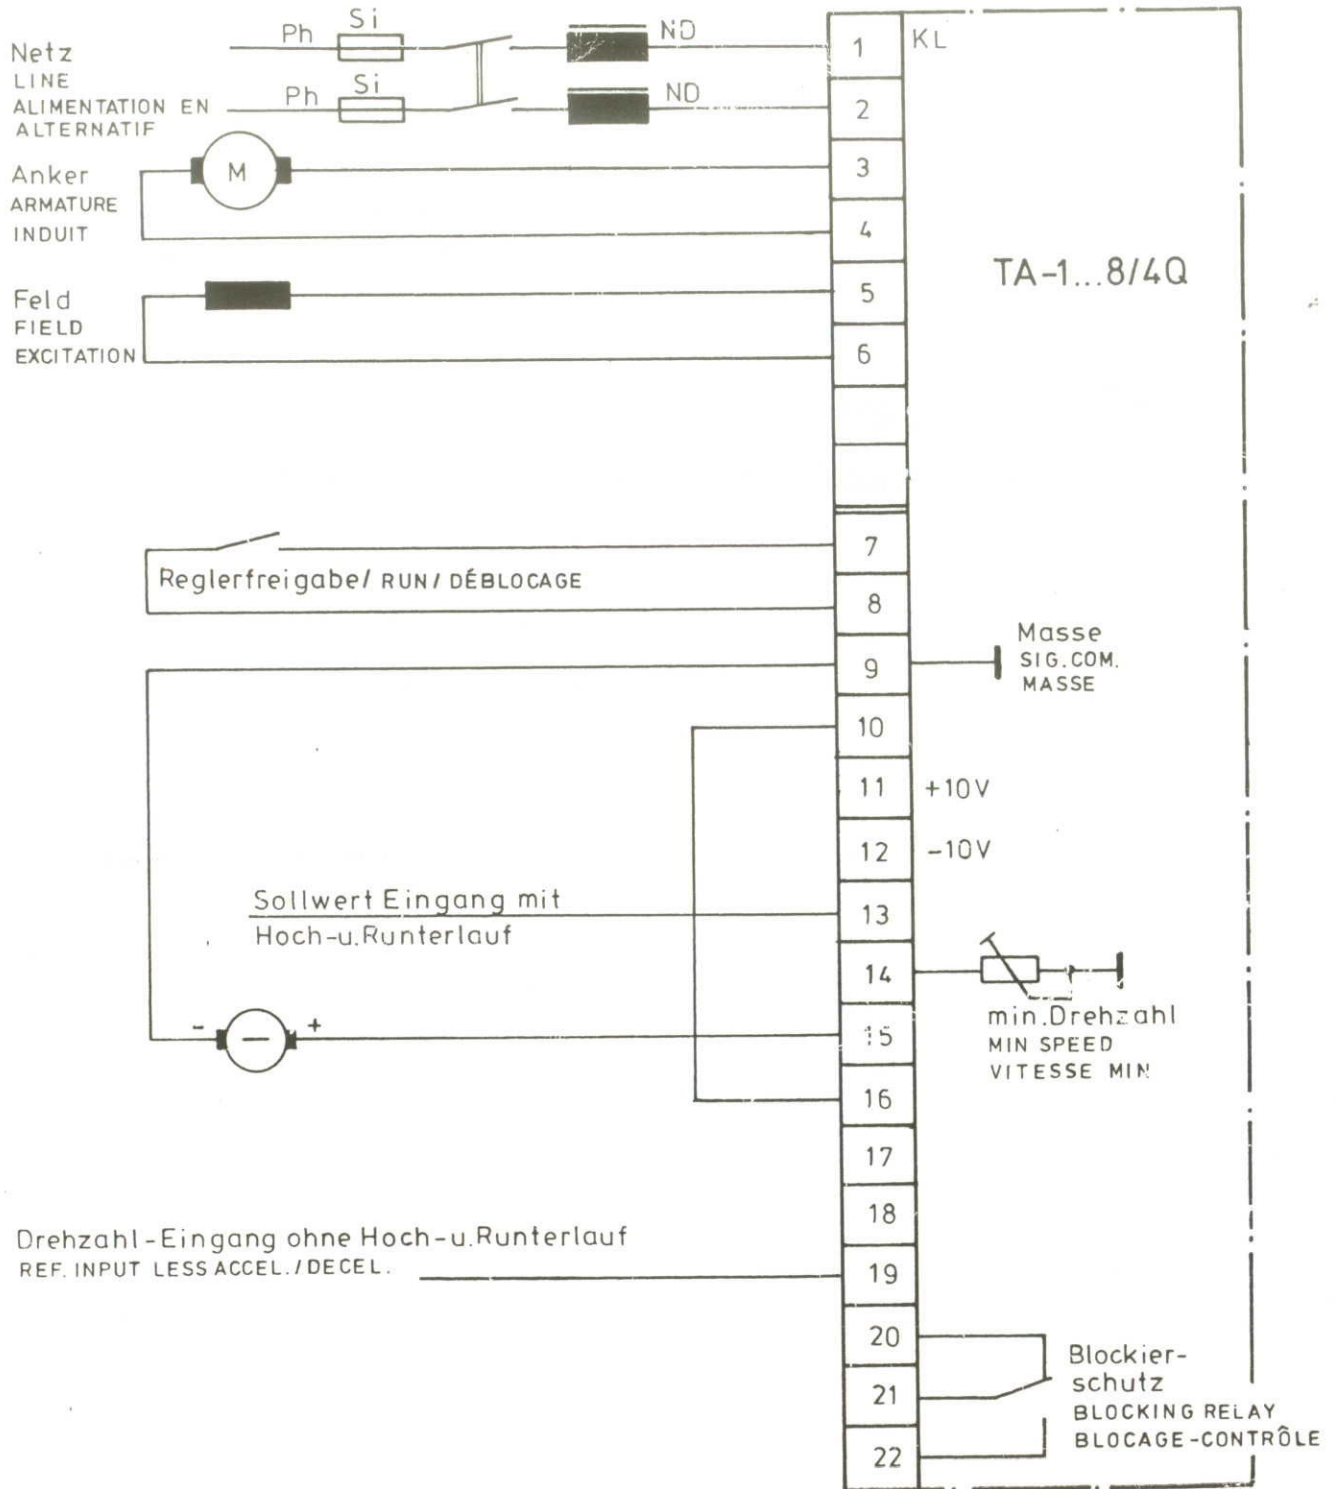 Netz
LINE
ALIMENTATION EN
ALTERNATIF
Ph
Si
ND
Ph
Si
ND
Anker
ARMATURE
INDUIT
M
Feld
FIELD
EXCITATION
Reglerfreigabe/ RUN / DÉBLOCAGE
Sollwert Eingang mit
Hoch-u.Runterlauf
-
+
Drehzahl-Eingang ohne Hoch-u.Runterlauf
REF. INPUT LESS ACCEL./DECEL.
1
2
3
4
5
6
7
8
9
10
11
12
13
14
15
16
17
18
19
20
21
22
KL
TA-1...8/4Q
Masse
SIG.COM.
MASSE
+10V
-10V
min.Drehzahl
MIN SPEED
VITESSE MIN
Blockier-
schutz
BLOCKING RELAY
BLOCAGE-CONTRÔLE